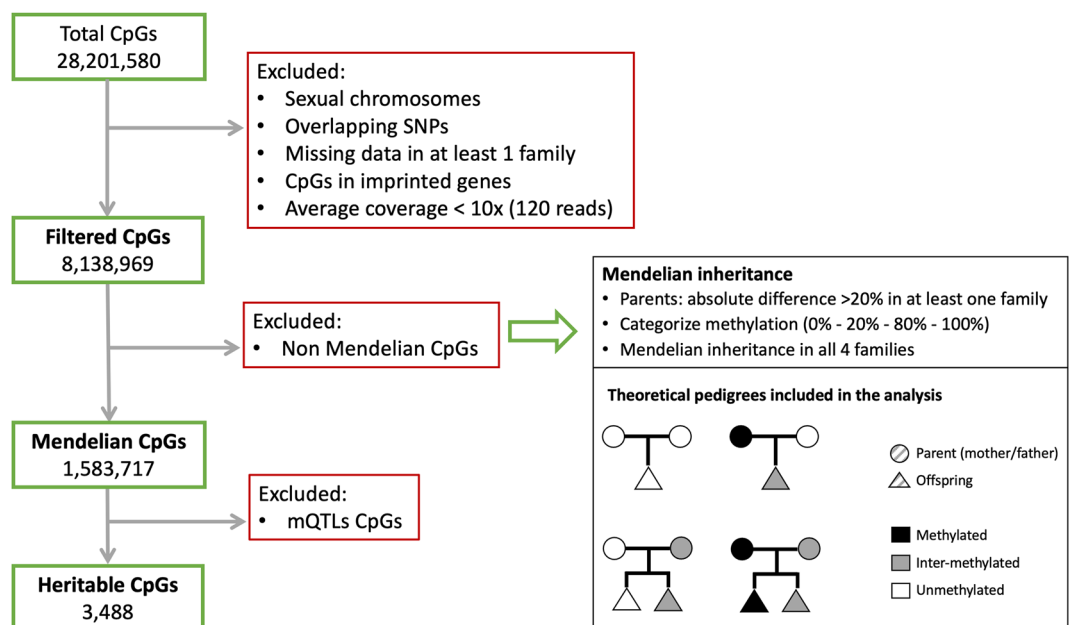 Total CpGs
28,201,580
Excluded:
• Sexual chromosomes
• Overlapping SNPs
• Missing data in at least 1 family
• CpGs in imprinted genes
• Average coverage < 10x (120 reads)
Filtered CpGs
8,138,969
Excluded:
• Non Mendelian CpGs
Mendelian inheritance
• Parents: absolute difference >20% in at least one family
• Categorize methylation (0% - 20% - 80% - 100%)
• Mendelian inheritance in all 4 families
Theoretical pedigrees included in the analysis
Parent (mother/father)
Offspring
Methylated
Inter-methylated
Unmethylated
Mendelian CpGs
1,583,717
Excluded:
• mQTLs CpGs
Heritable CpGs
3,488